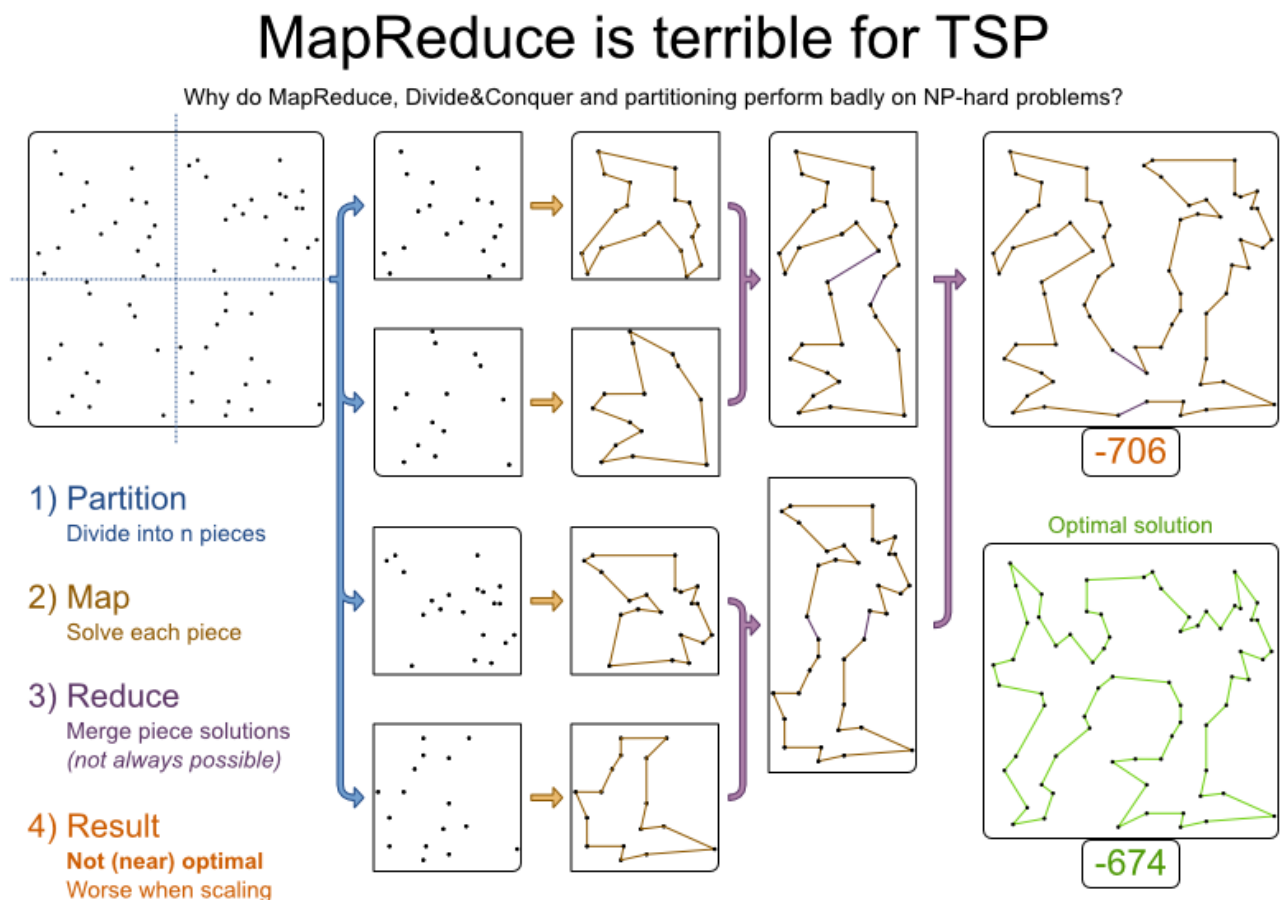 MapReduce is terrible for TSP
Why do MapReduce, Divide&Conquer and partitioning perform badly on NP-hard problems?
-706
1) Partition
Divide into n pieces
Optimal solution
2) Map
Solve each piece
3) Reduce
Merge piece solutions
(not always possible)
4) Result
Not (near) optimal
Worse when scaling
-674